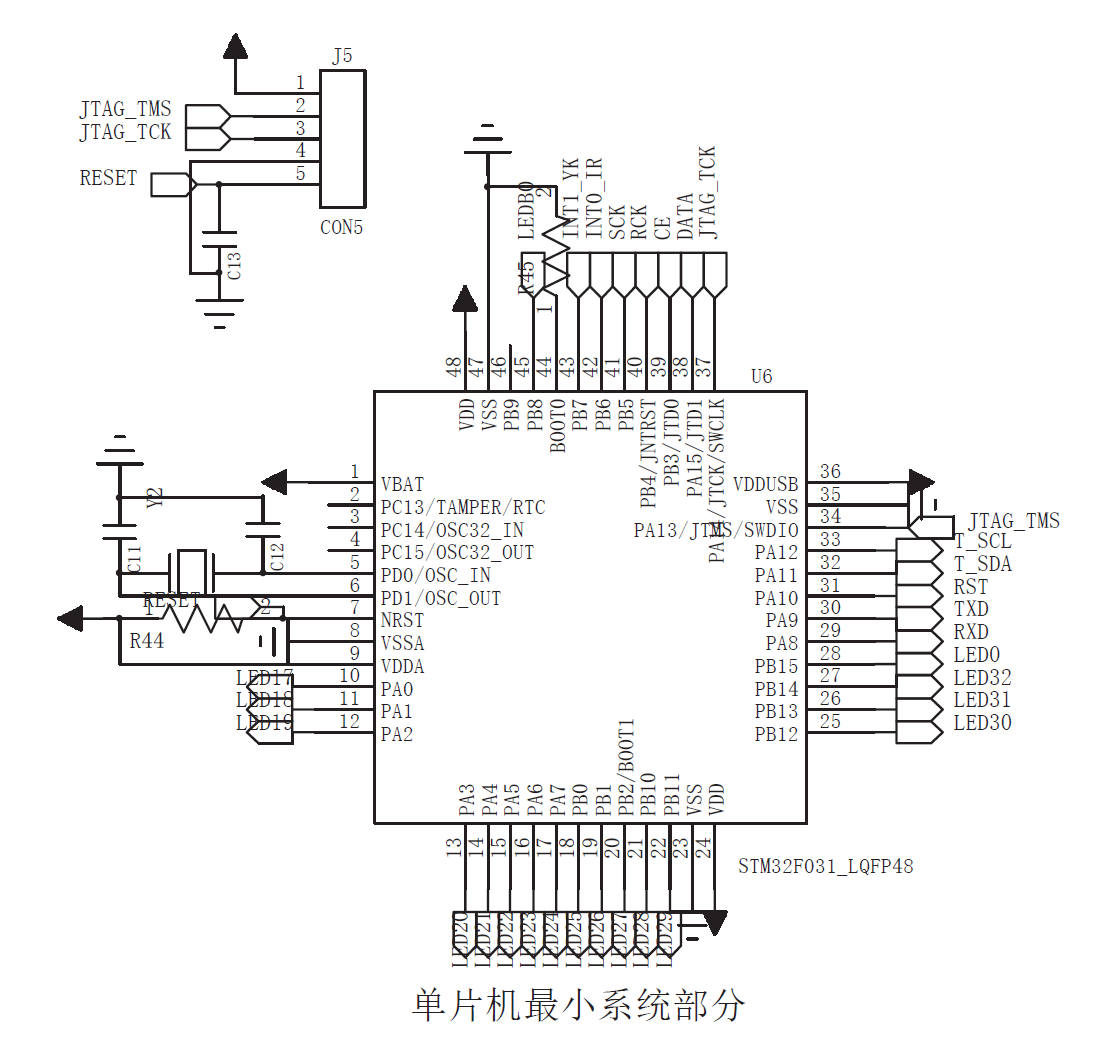 J5
1
JTAG_TMS
2
JTAG_TCK
3
4
RESET
5
CON5
C13
LEDB0
R45
2
1
INT1_YK
INT0_IR
SCK
RCK
CE
DATA
JTAG_TCK
48
47
46
45
44
43
42
41
40
39
38
37
U6
VDD
VSS
PB9
PB8
BOOT0
PB7
PB6
PB5
PB4/JNTRST
PB3/JTDO
PA15/JTDI
PA14/JTCK/SWCLK
Y2
C11
C12
1 VBAT
2 PC13/TAMPER/RTC
3 PC14/OSC32_IN
4 PC15/OSC32_OUT
5 PD0/OSC_IN
6 PD1/OSC_OUT
RESET
1
2
R44
7 NRST
8 VSSA
9 VDDA
LED17 10 PA0
LED18 11 PA1
LED19 12 PA2
VDDUSB 36
VSS 35
PA13/JTMS/SWDIO 34 JTAG_TMS
PA12 33 T_SCL
PA11 32 T_SDA
PA10 31 RST
PA9 30 TXD
PA8 29 RXD
PB15 28 LED0
PB14 27 LED32
PB13 26 LED31
PB12 25 LED30
PA3
PA4
PA5
PA6
PA7
PB0
PB1
PB2/BOOT1
PB10
PB11
VSS
VDD
13
14
15
16
17
18
19
20
21
22
23
24
STM32F031_LQFP48
LED20
LED21
LED22
LED23
LED24
LED25
LED26
LED27
LED28
LED29
单片机最小系统部分